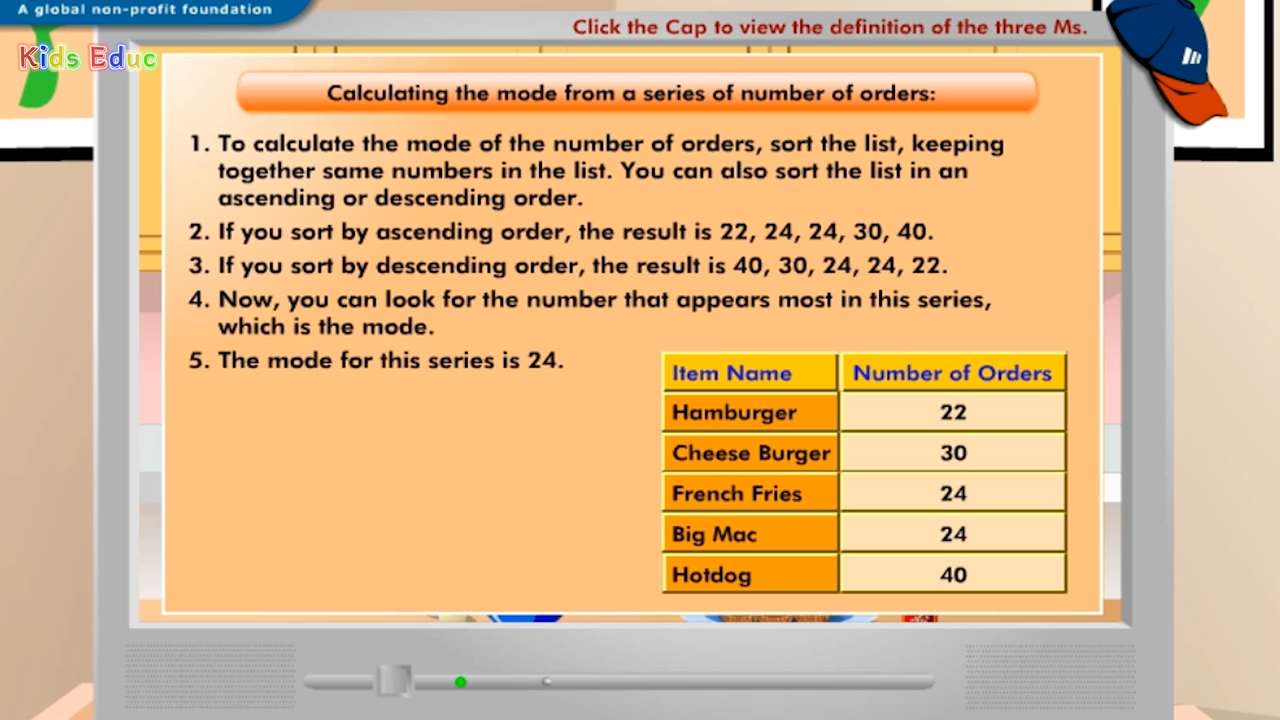 A global non-profit foundation
Click the Cap to view the definition of the three Ms.
Kids Educ
Calculating the mode from a series of number of orders:
1. To calculate the mode of the number of orders, sort the list, keeping
together same numbers in the list. You can also sort the list in an
ascending or descending order.
2. If you sort by ascending order, the result is 22, 24, 24, 30, 40.
3. If you sort by descending order, the result is 40, 30, 24, 24, 22.
4. Now, you can look for the number that appears most in this series,
which is the mode.
5. The mode for this series is 24.
Item Name Number of Orders
Hamburger 22
Cheese Burger 30
French Fries 24
Big Mac 24
Hotdog 40